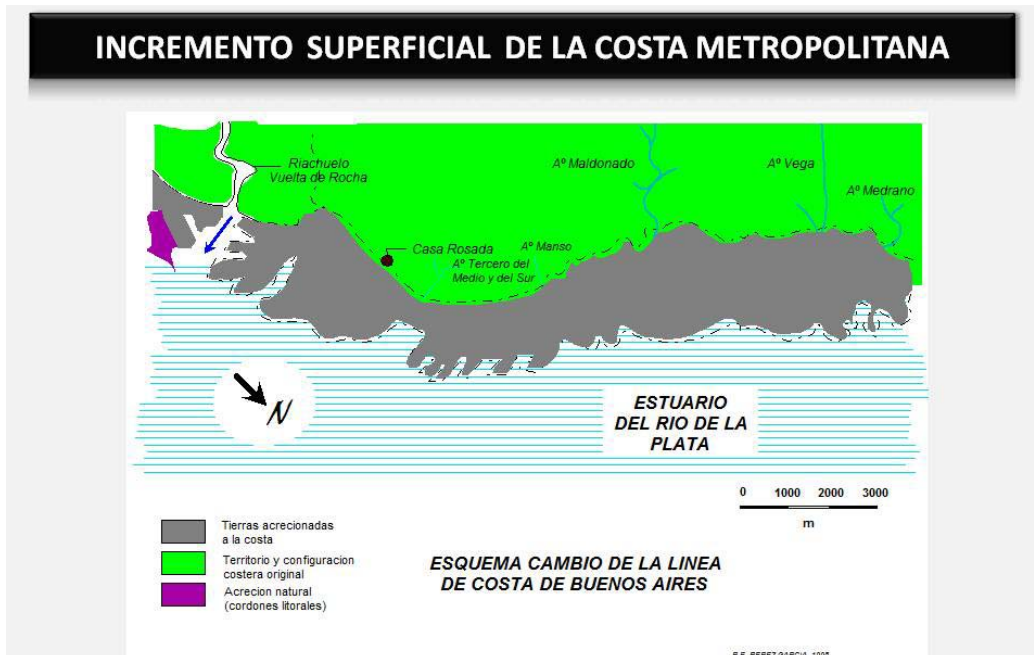 INCREMENTO SUPERFICIAL DE LA COSTA METROPOLITANA
Riachuelo
Vuelta de Rocha
Aº Maldonado
Aº Vega
Aº Medrano
Casa Rosada
Aº Manso
Aº Tercero del
Medio y del Sur
N
ESTUARIO
DEL RIO DE LA
PLATA
0 1000 2000 3000
m
Tierras acrecionadas
a la costa
Territorio y configuracion
costera original
Acrecion natural
(cordones litorales)
ESQUEMA CAMBIO DE LA LINEA
DE COSTA DE BUENOS AIRES